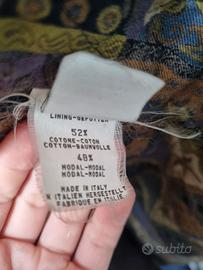 LINING-GEFÜTTER
52%
COTONE-COTON
COTTON-BAUMWOLLE
48%
MODAL-MODAL
MODAL-MODAL
MADE IN ITALY
IN ITALIEN HERGESTELLT
FABRIQUE EN ITALIE
subito